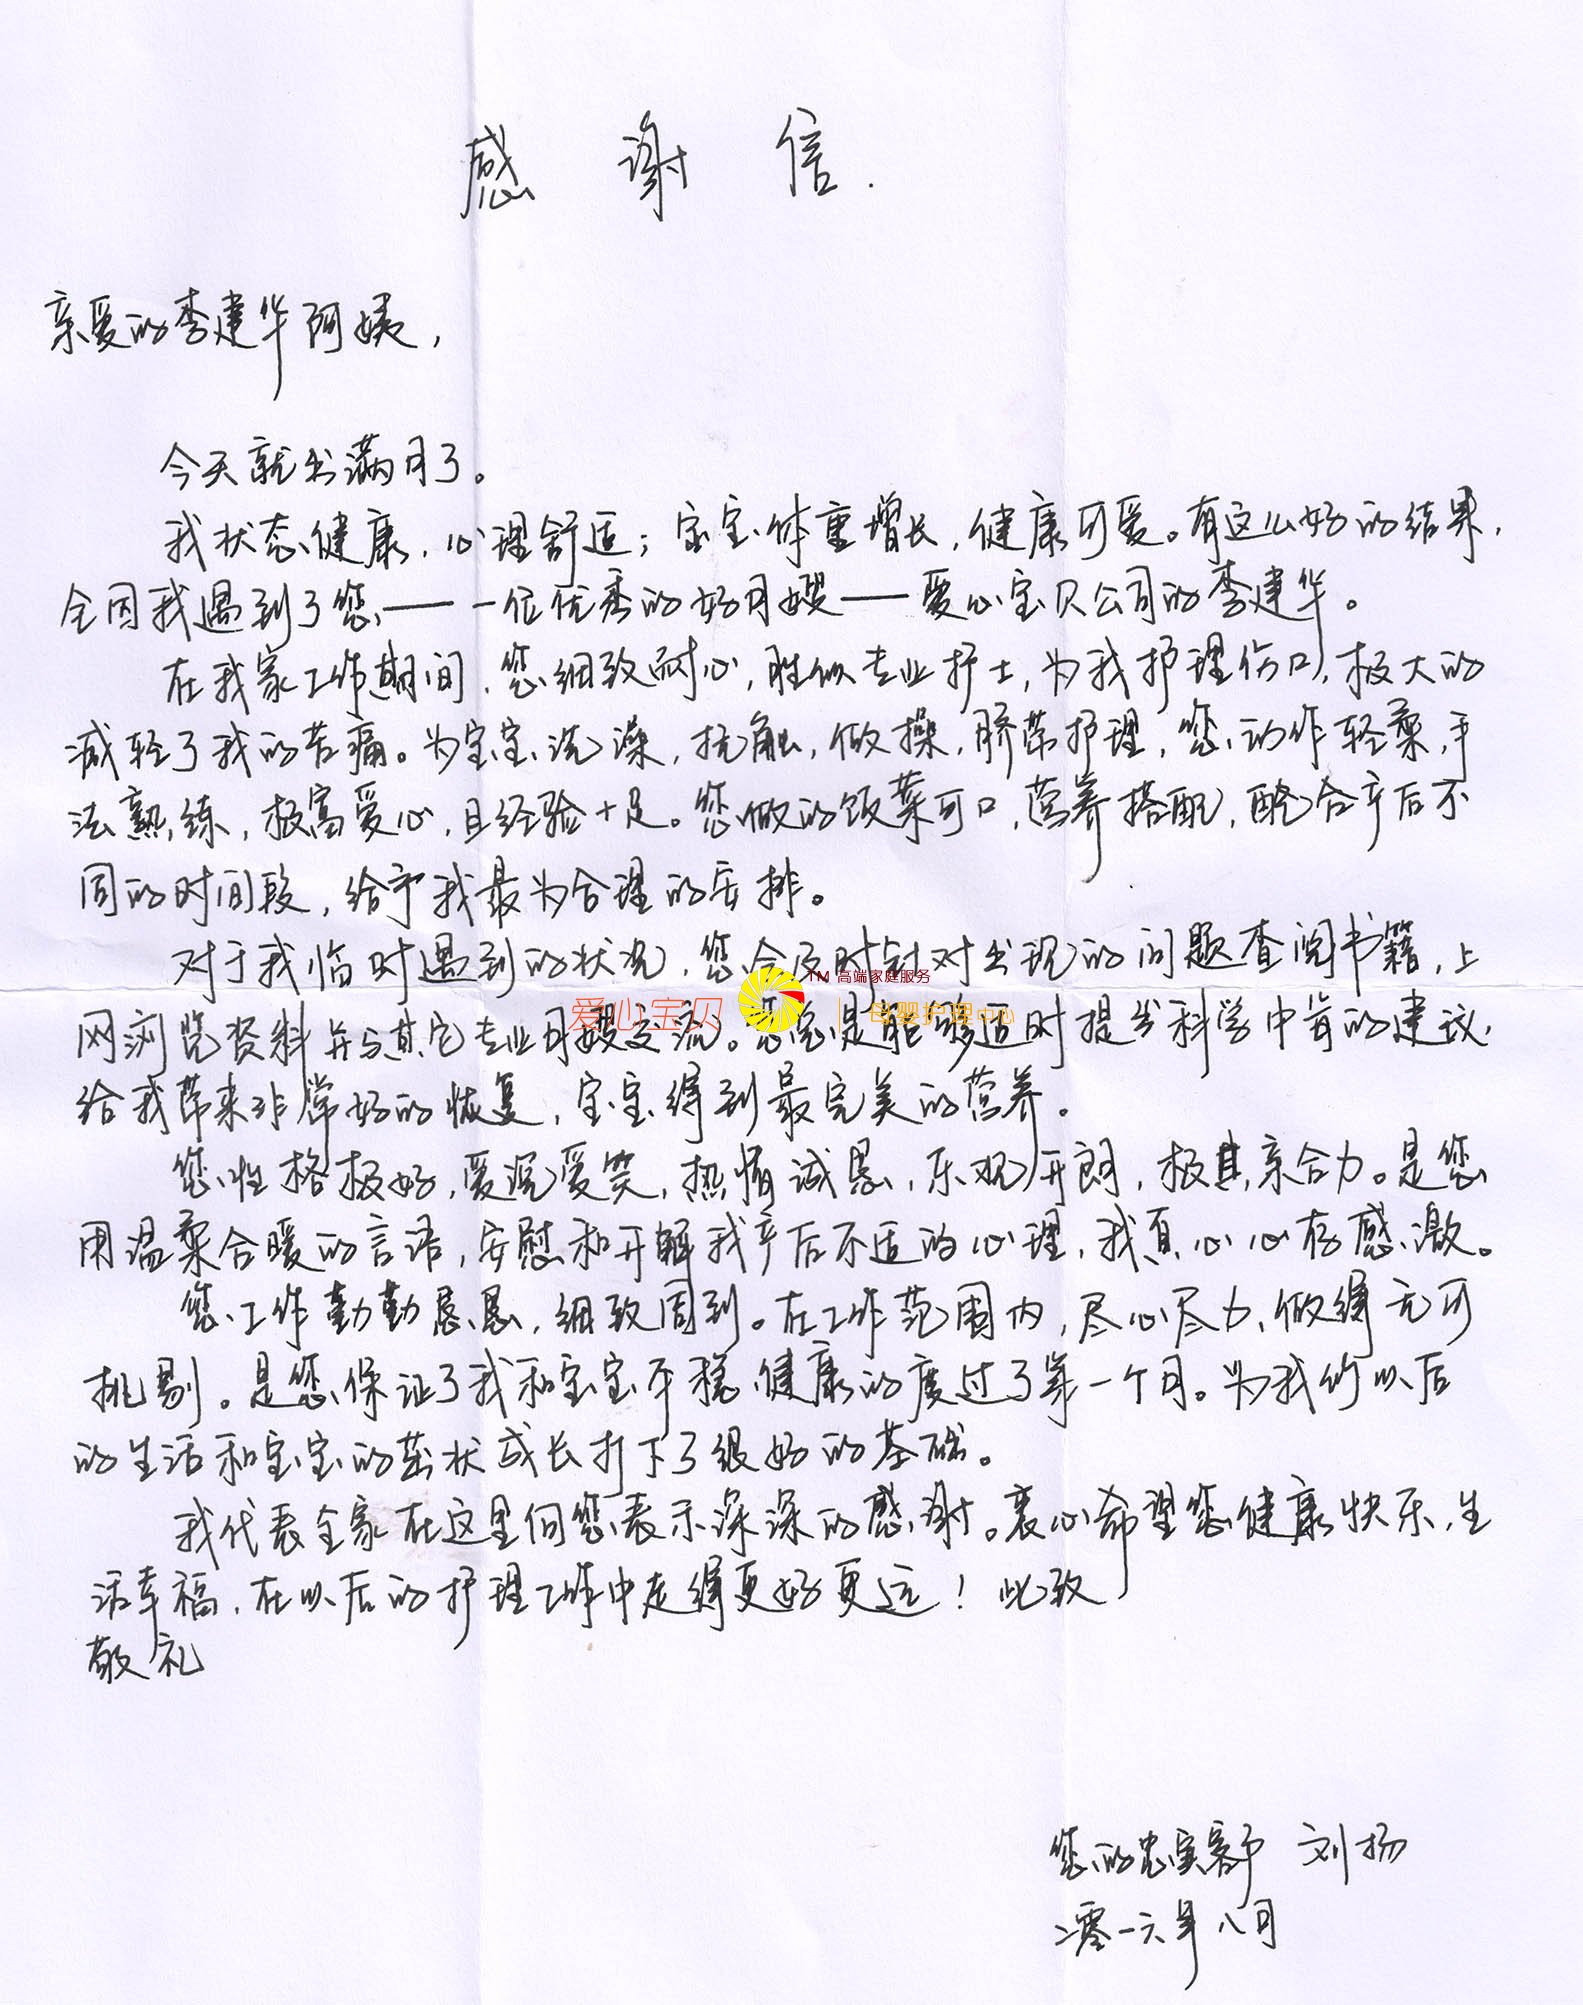 感谢信.
亲爱的李建华阿姨,
今天就出满月了。
我状态健康,心理舒适;宝宝体重增长,健康可爱。有这么好的结果,
全因我遇到了您——一位优秀的好月嫂——爱心宝贝公司的李建华。
在我家工作期间,您细致耐心,胜似专业护士,为我护理伤口,极大的
减轻了我的苦痛。为宝宝洗澡,抚触,做操,脐带护理,您动作轻柔,手
法熟练,极富爱心,且经验十足。您做的饭菜可口,营养搭配,配合产后不
同的时间段,给予我最为合理的安排。
对于我临时遇到的状况,您会及时针对出现的问题查阅书籍,上
TM 高端家庭服务
爱心宝贝 母婴护理中心
网浏览资料并与其它专业月嫂交流。您总是能够适时提出科学中肯的建议,
给我带来非常好的恢复,宝宝得到最完美的营养。
您性格极好,爱说爱笑,热情诚恳,乐观开朗,极其亲合力。是您
用温柔合暖的言语,安慰和开解我产后不适的心理,我真心心存感激。
您工作勤勤恳恳,细致周到。在工作范围内,尽心尽力,做得无可
挑剔。是您保证了我和宝宝平稳健康的度过了第一个月。为我们以后
的生活和宝宝的茁状成长打下了很好的基础。
我代表全家在这里向您表示深深的感谢。衷心希望您健康快乐,生
活幸福,在以后的护理工作中走得更好更远!此致
敬礼
您的忠实客户 刘扬
二零一六年八月